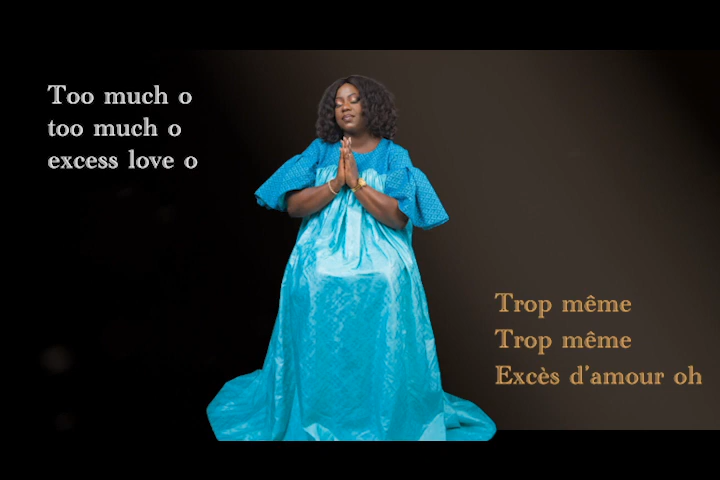 Too much o
too much o
excess love o
Trop même
Trop même
Excès d'amour oh